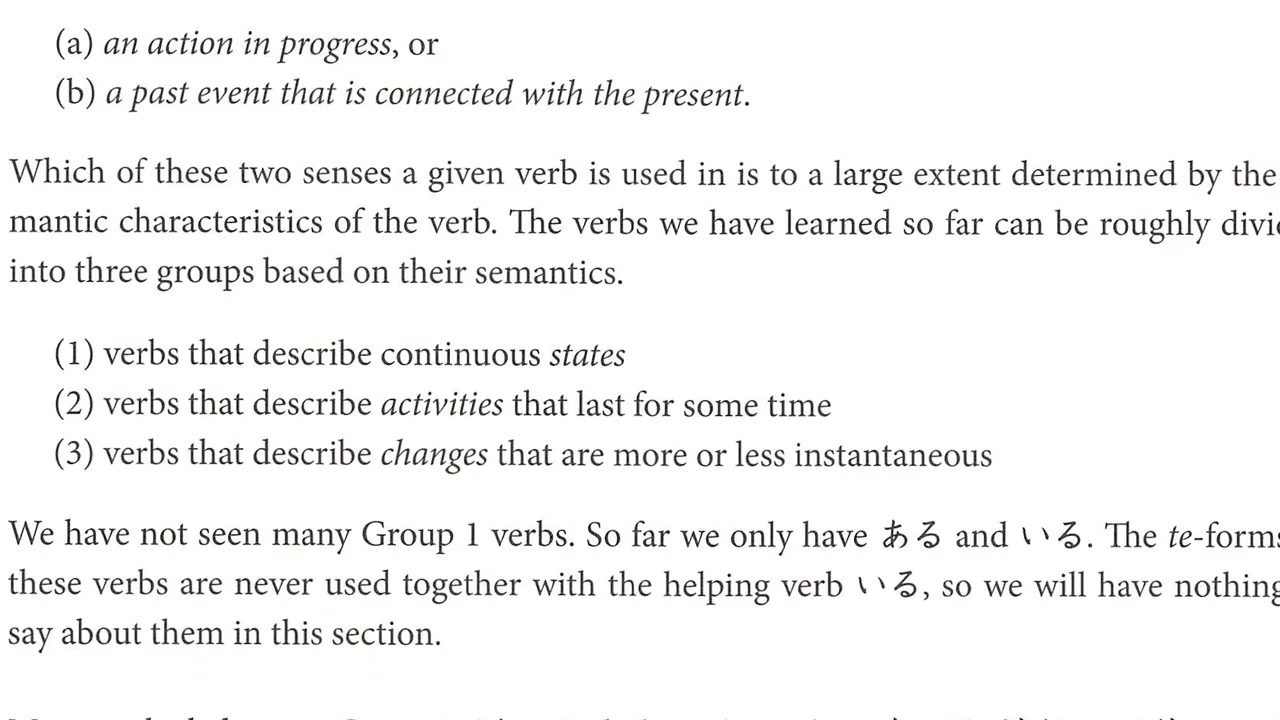 (a) an action in progress, or
(b) a past event that is connected with the present.
Which of these two senses a given verb is used in is to a large extent determined by the
mantic characteristics of the verb. The verbs we have learned so far can be roughly
into three groups based on their semantics.
(1) verbs that describe continuous states
(2) verbs that describe activities that last for some time
(3) verbs that describe changes that are more or less instantaneous
We have not seen many Group 1 verbs. So far we only have ある and いる. The te-forms
these verbs are never used together with the helping verb いる, so we will have nothing
say about them in this section.